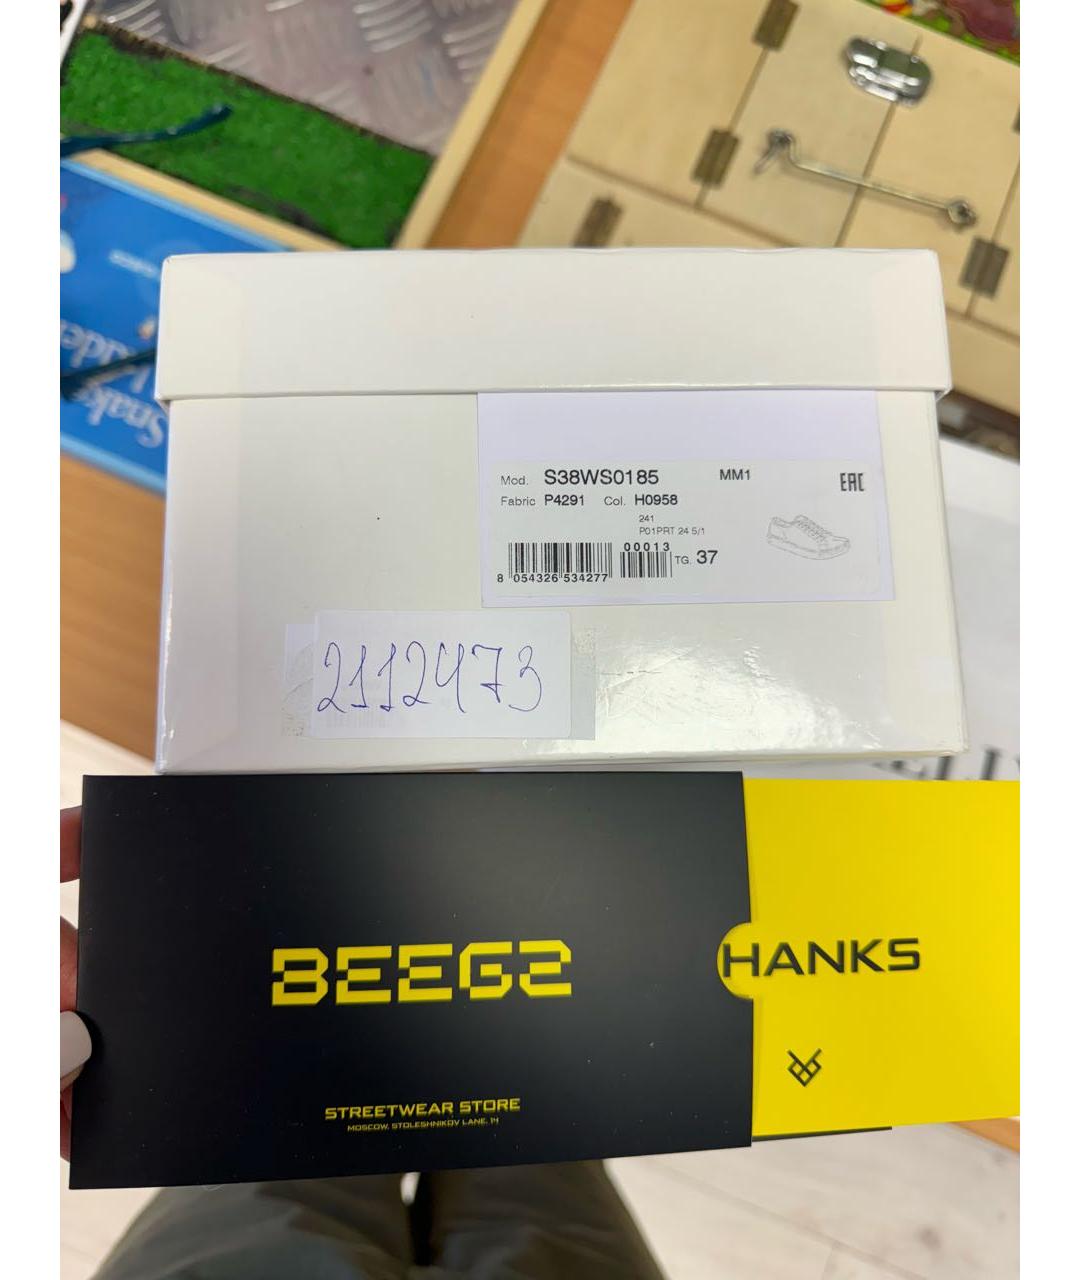 Mod. S38WS0185 MM1 EAC
Fabric P4291 Col. H0958
241
P01PRT 24 5/1
00013
TG. 37
8 054326 534277
2112473
BEEGZ
HANKS
STREETWEAR STORE
MOSCOW, STOLESHNIKOV LANE, 14